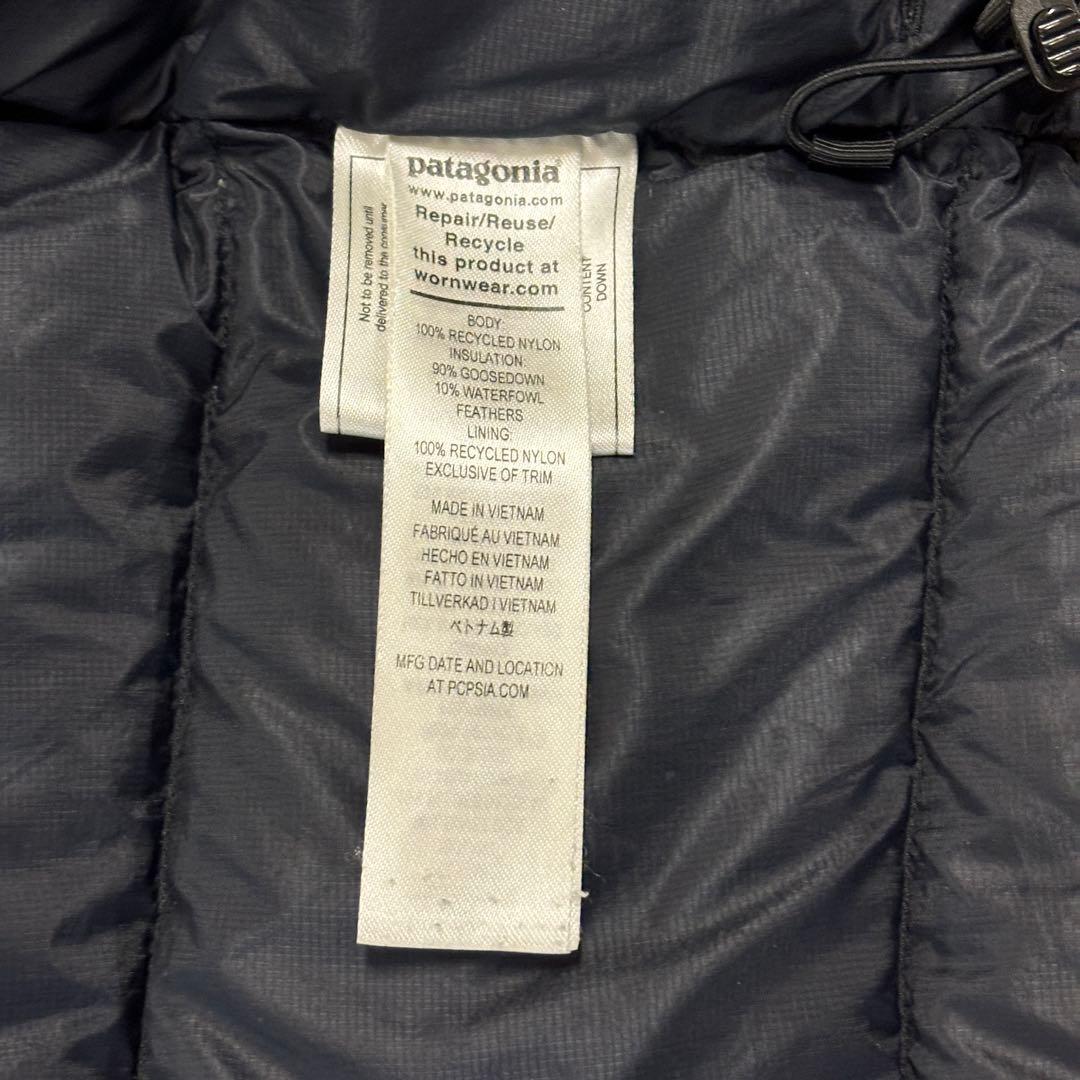 patagonia®
www.patagonia.com
Repair/Reuse/
Recycle
this product at
wornwear.com
BODY:
100% RECYCLED NYLON
INSULATION:
90% GOOSEDOWN
10% WATERFOWL
FEATHERS
LINING:
100% RECYCLED NYLON
EXCLUSIVE OF TRIM
MADE IN VIETNAM
FABRIQUÉ AU VIETNAM
HECHO EN VIETNAM
FATTO IN VIETNAM
TILLVERKAD I VIETNAM
ベトナム製
MFG DATE AND LOCATION
AT PCPSIA.COM
Not to be removed until
delivered to the consumer
CONTENT
DOWN